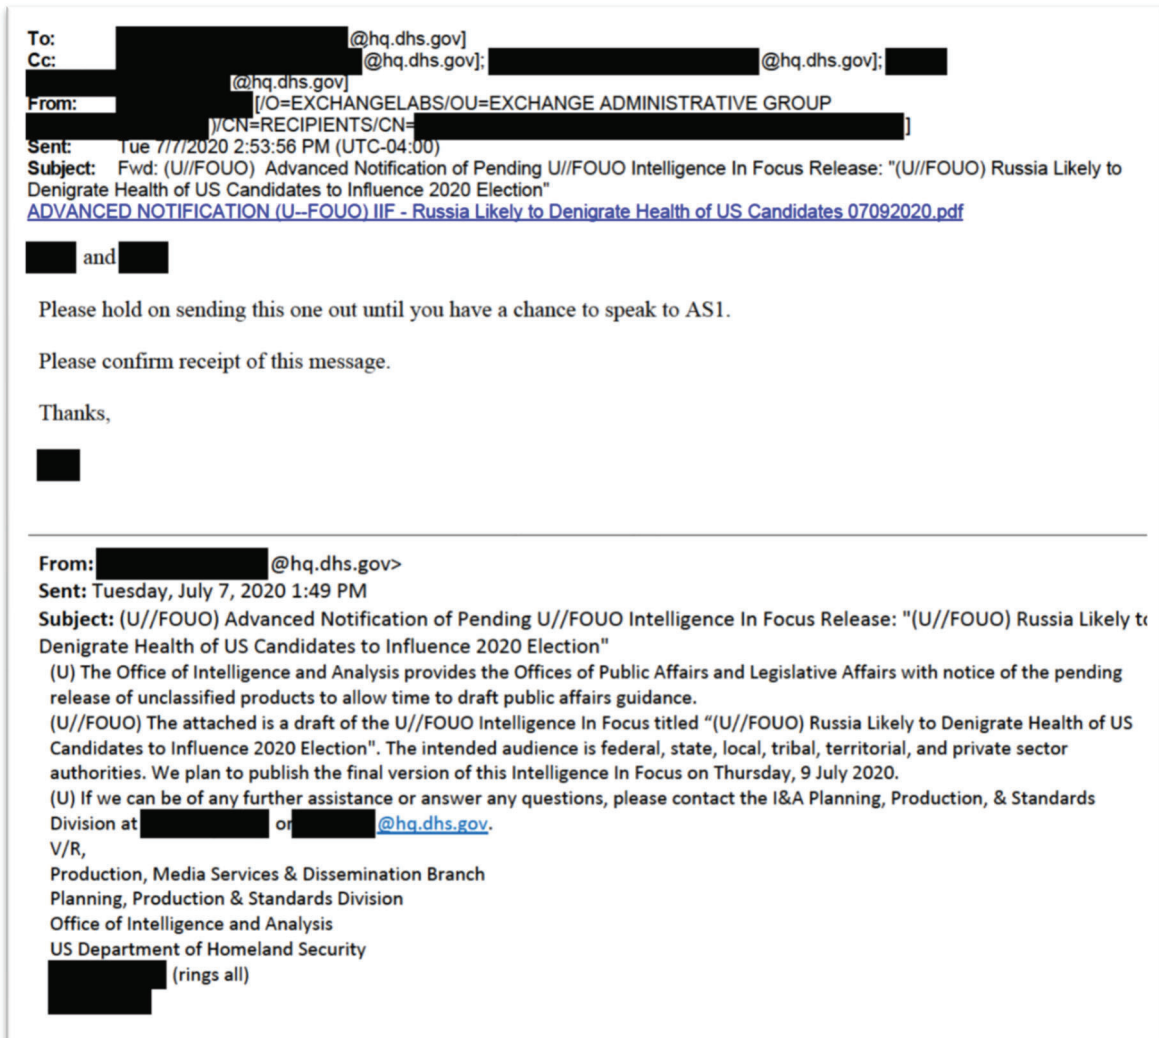 To: @hq.dhs.gov]
Cc: @hq.dhs.gov]; @hq.dhs.gov];
@hq.dhs.gov]
From: [/O=EXCHANGELABS/OU=EXCHANGE ADMINISTRATIVE GROUP
)/CN=RECIPIENTS/CN= ]
Sent: Tue 7/7/2020 2:53:56 PM (UTC-04:00)
Subject: Fwd: (U//FOUO) Advanced Notification of Pending U//FOUO Intelligence In Focus Release: "(U//FOUO) Russia Likely to
Denigrate Health of US Candidates to Influence 2020 Election"
ADVANCED NOTIFICATION (U--FOUO) IIF - Russia Likely to Denigrate Health of US Candidates 07092020.pdf
and
Please hold on sending this one out until you have a chance to speak to AS1.
Please confirm receipt of this message.
Thanks,
From: @hq.dhs.gov>
Sent: Tuesday, July 7, 2020 1:49 PM
Subject: (U//FOUO) Advanced Notification of Pending U//FOUO Intelligence In Focus Release: "(U//FOUO) Russia Likely to
Denigrate Health of US Candidates to Influence 2020 Election"
(U) The Office of Intelligence and Analysis provides the Offices of Public Affairs and Legislative Affairs with notice of the pending
release of unclassified products to allow time to draft public affairs guidance.
(U//FOUO) The attached is a draft of the U//FOUO Intelligence In Focus titled “(U//FOUO) Russia Likely to Denigrate Health of US
Candidates to Influence 2020 Election". The intended audience is federal, state, local, tribal, territorial, and private sector
authorities. We plan to publish the final version of this Intelligence In Focus on Thursday, 9 July 2020.
(U) If we can be of any further assistance or answer any questions, please contact the I&A Planning, Production, & Standards
Division at or @hq.dhs.gov.
V/R,
Production, Media Services & Dissemination Branch
Planning, Production & Standards Division
Office of Intelligence and Analysis
US Department of Homeland Security
(rings all)